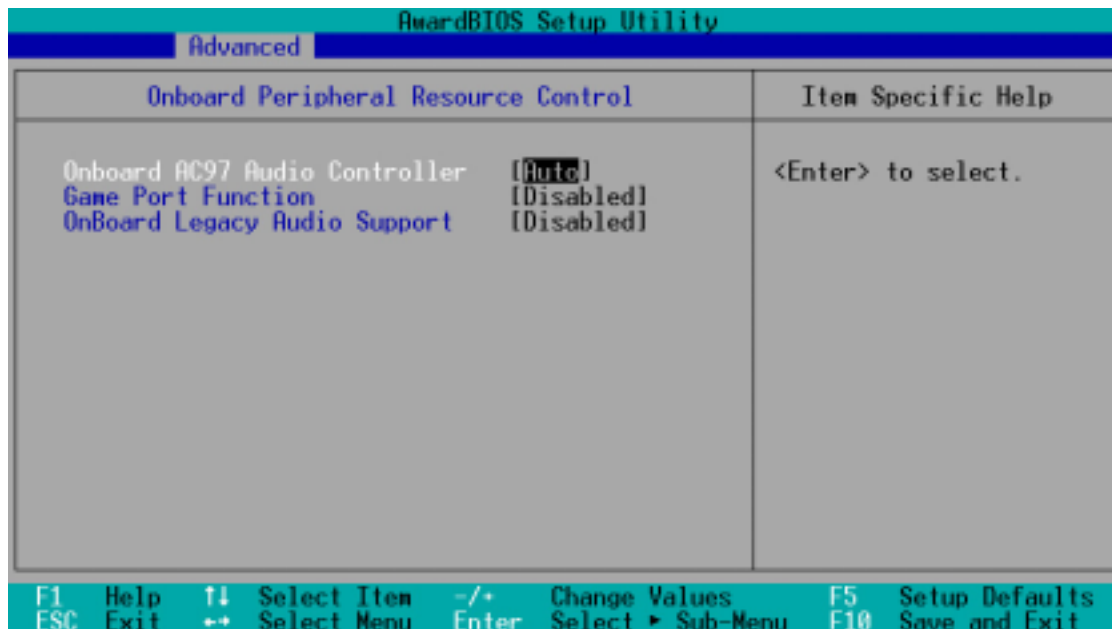 AwardBIOS Setup Utility
Advanced
Onboard Peripheral Resource Control
Item Specific Help
Onboard AC97 Audio Controller [Auto]
Game Port Function [Disabled]
OnBoard Legacy Audio Support [Disabled]
<Enter> to select.
F1 Help ↑↓ Select Item -/+ Change Values F5 Setup Defaults
ESC Exit ←→ Select Menu Enter Select ► Sub-Menu F10 Save and Exit